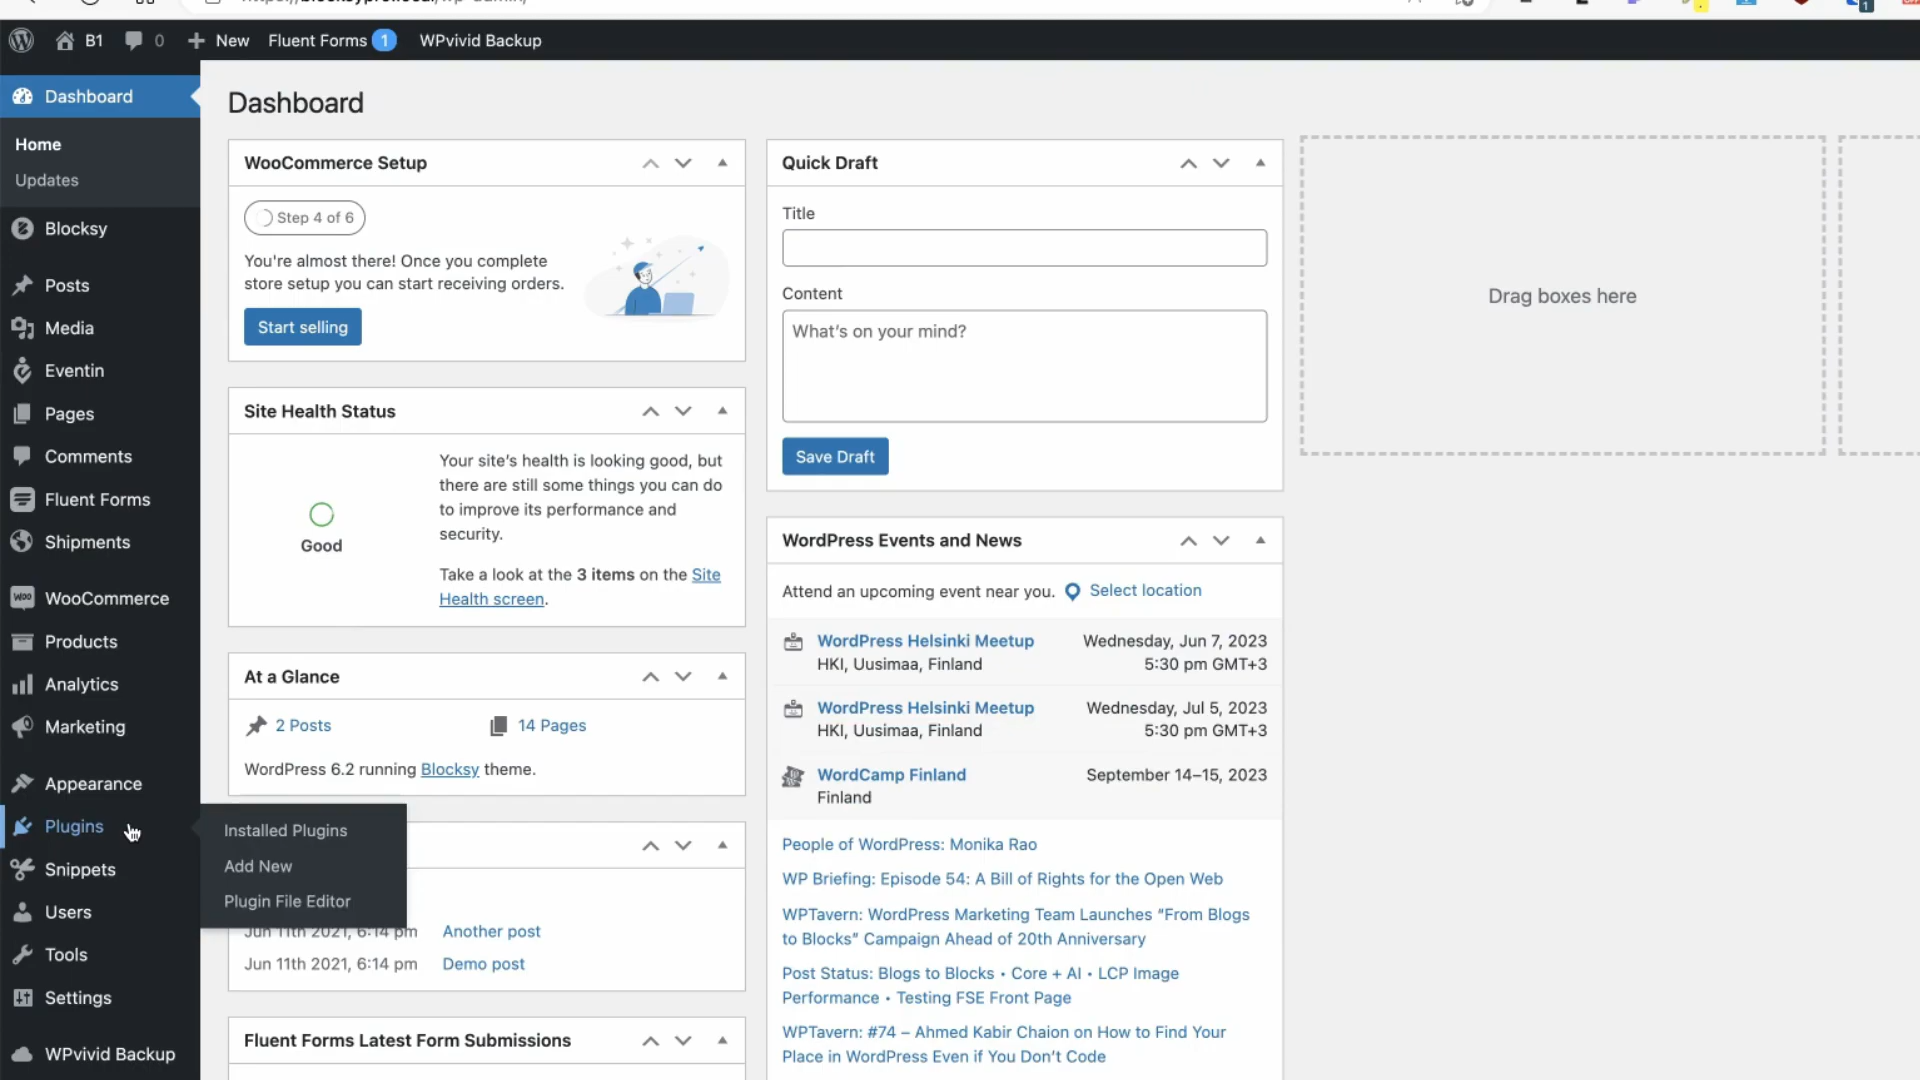 B1
0
New
Fluent Forms
1
WPvivid Backup
Dashboard
Home
Updates
Blocksy
Posts
Media
Eventin
Pages
Comments
Fluent Forms
Shipments
WooCommerce
Products
Analytics
Marketing
Appearance
Plugins
Snippets
Users
Tools
Settings
WPvivid Backup
Installed Plugins
Add New
Plugin File Editor
Dashboard
WooCommerce Setup
Step 4 of 6
You're almost there! Once you complete
store setup you can start receiving orders.
Start selling
Site Health Status
Good
Your site's health is looking good, but
there are still some things you can do
to improve its performance and
security.
Take a look at the 3 items on the Site
Health screen.
At a Glance
2 Posts
14 Pages
WordPress 6.2 running Blocksy theme.
Jun 11th 2021, 6:14 pm Another post
Jun 11th 2021, 6:14 pm Demo post
Fluent Forms Latest Form Submissions
Quick Draft
Title
Content
What's on your mind?
Save Draft
WordPress Events and News
Attend an upcoming event near you. Select location
WordPress Helsinki Meetup Wednesday, Jun 7, 2023
HKI, Uusimaa, Finland 5:30 pm GMT+3
WordPress Helsinki Meetup Wednesday, Jul 5, 2023
HKI, Uusimaa, Finland 5:30 pm GMT+3
WordCamp Finland September 14–15, 2023
Finland
People of WordPress: Monika Rao
WP Briefing: Episode 54: A Bill of Rights for the Open Web
WPTavern: WordPress Marketing Team Launches “From Blogs
to Blocks” Campaign Ahead of 20th Anniversary
Post Status: Blogs to Blocks • Core + AI • LCP Image
Performance • Testing FSE Front Page
WPTavern: #74 – Ahmed Kabir Chaion on How to Find Your
Place in WordPress Even if You Don’t Code
Drag boxes here